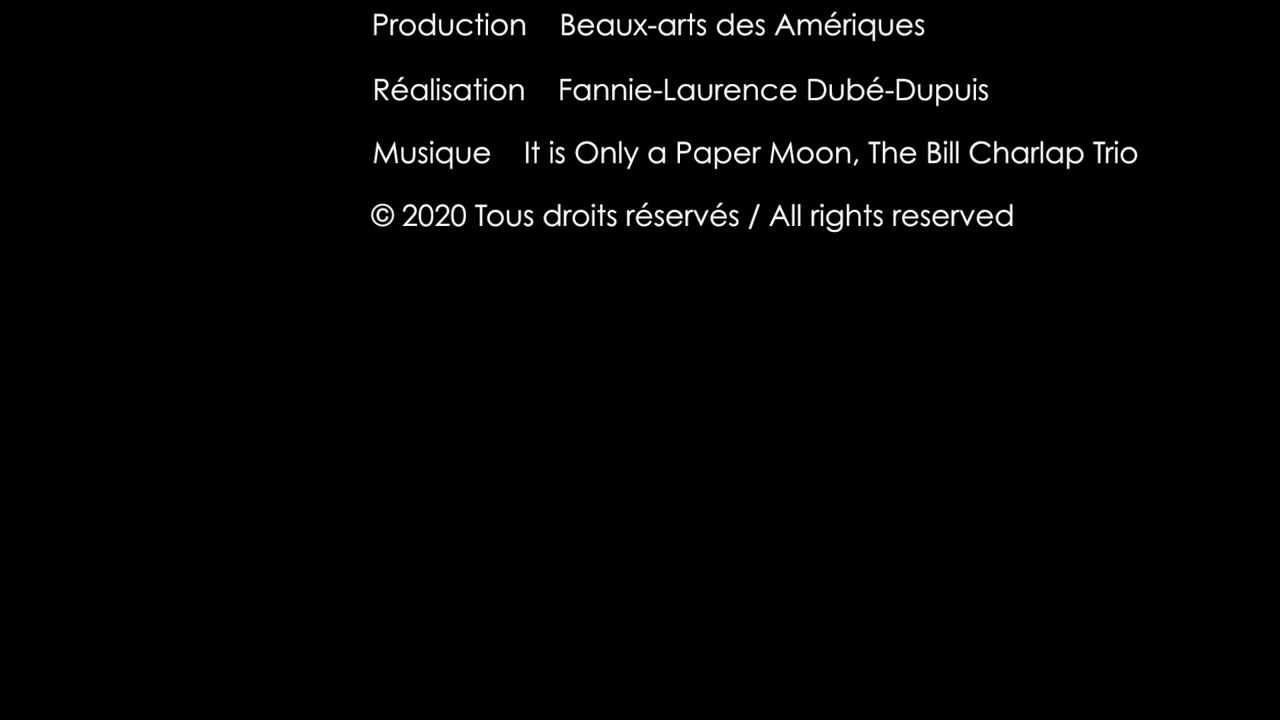 Production Beaux-arts des Amériques
Réalisation Fannie-Laurence Dubé-Dupuis
Musique It is Only a Paper Moon, The Bill Charlap Trio
© 2020 Tous droits réservés / All rights reserved